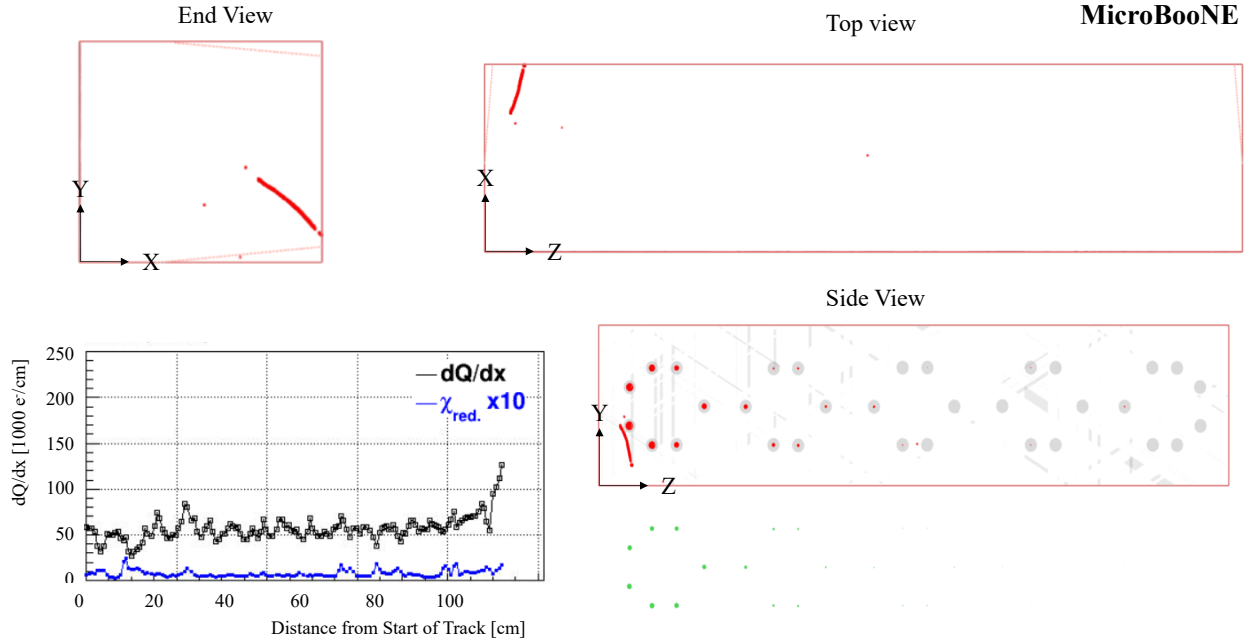 End View
Top view
MicroBooNE
Y
X
X
Z
Side View
Y
Z
250
200
150
100
50
0
dQ/dx [1000 e-/cm]
dQ/dx
χred. x10
0
20
40
60
80
100
Distance from Start of Track [cm]